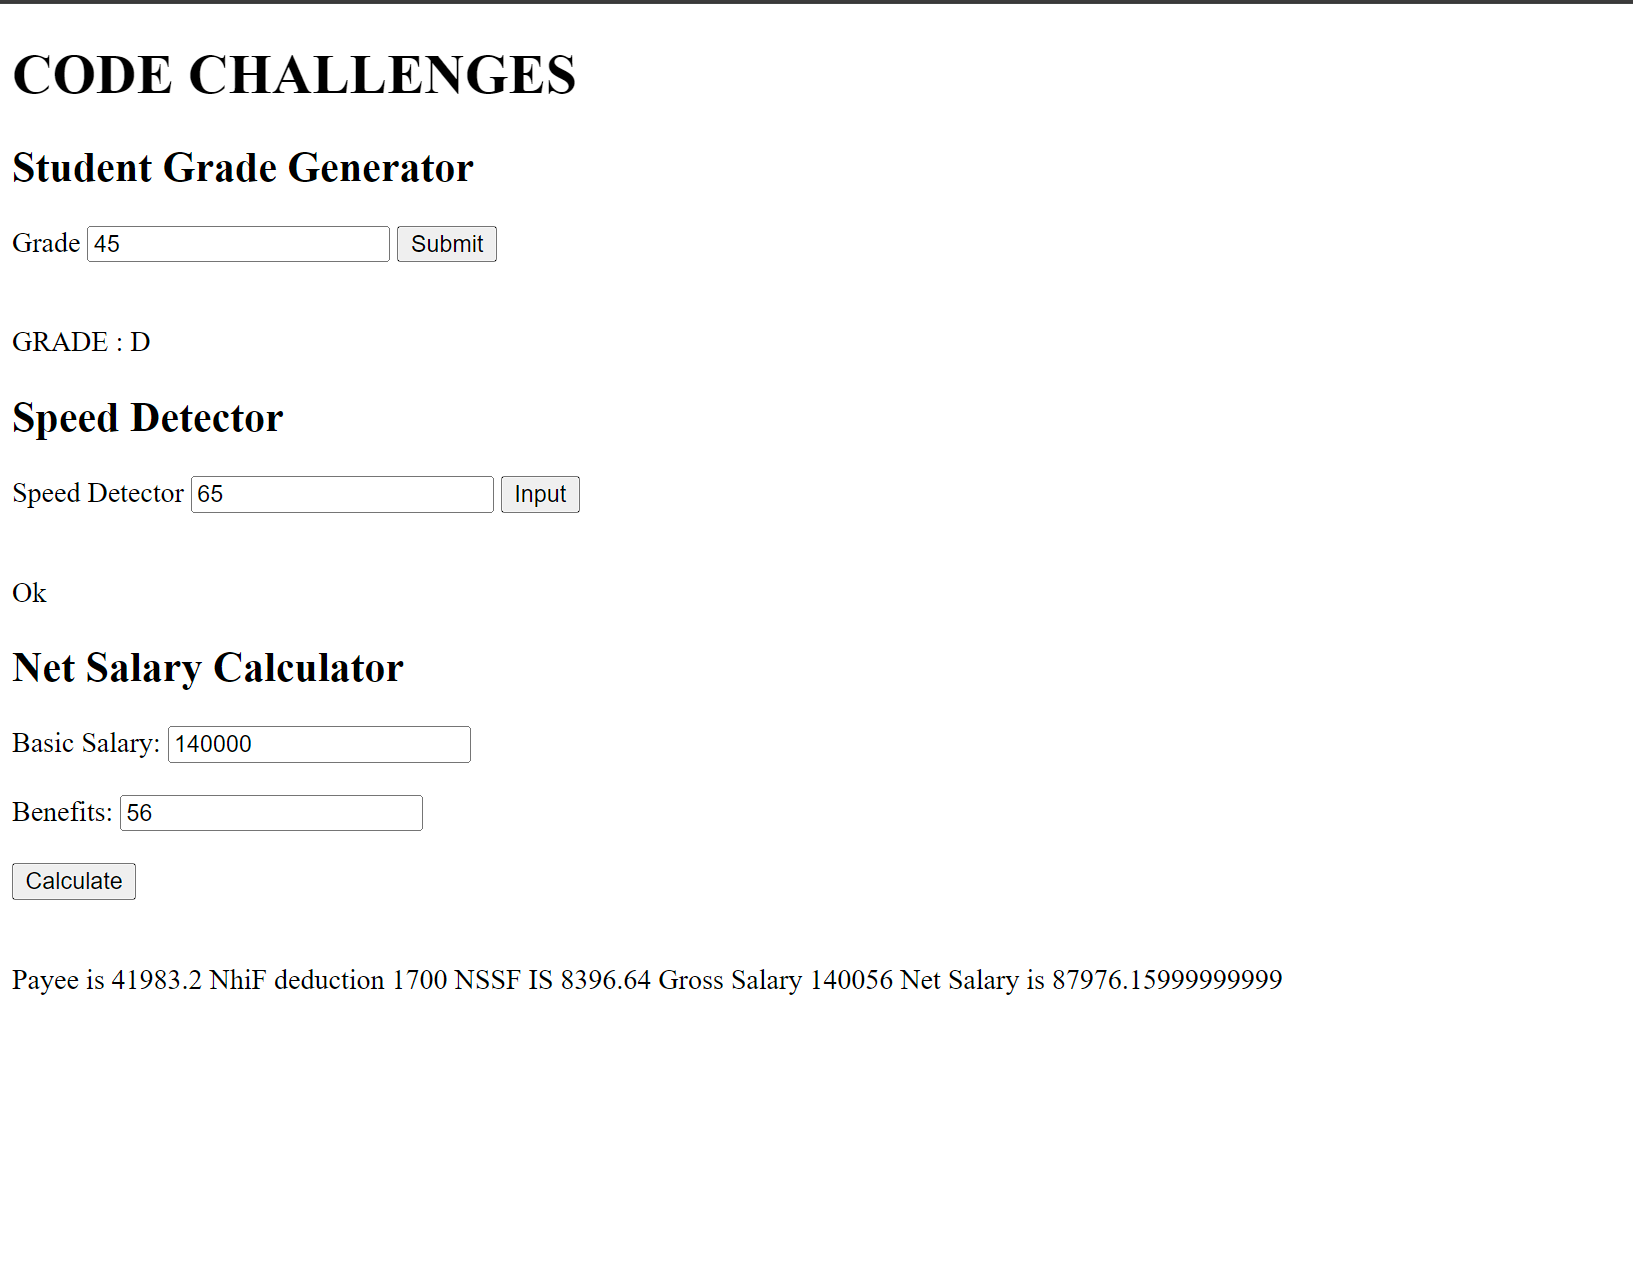 CODE CHALLENGES
Student Grade Generator
Grade 45 Submit
GRADE : D
Speed Detector
Speed Detector 65 Input
Ok
Net Salary Calculator
Basic Salary: 140000
Benefits: 56
Calculate
Payee is 41983.2 NhiF deduction 1700 NSSF IS 8396.64 Gross Salary 140056 Net Salary is 87976.15999999999